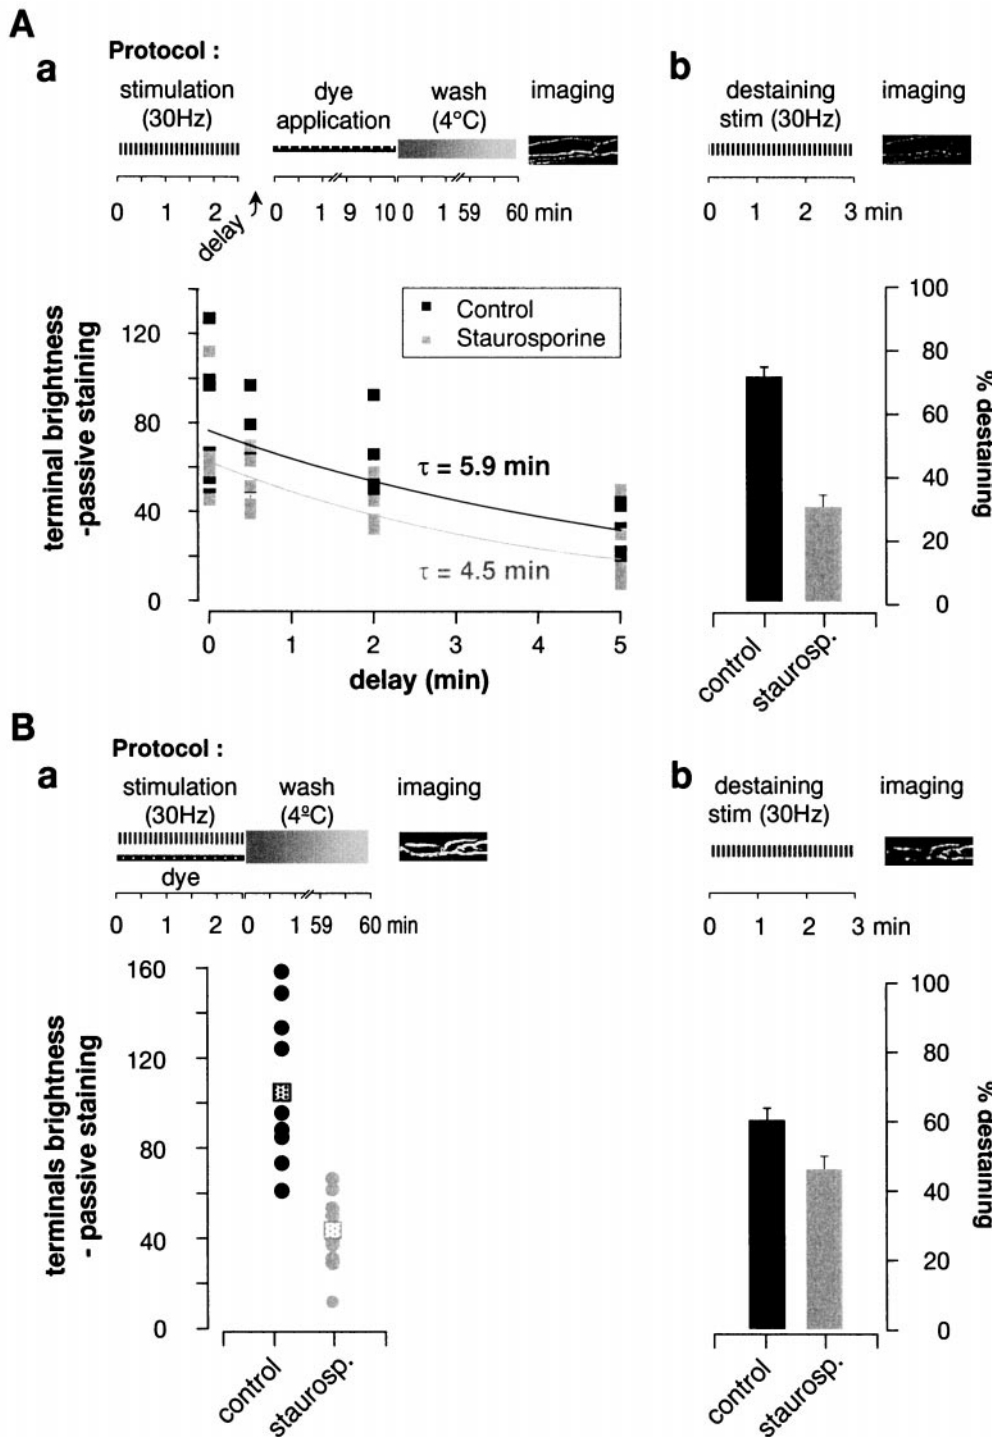 A
Protocol :
a
stimulation
(30Hz)
dye
application
wash
(4°C)
imaging
0 1 2
delay
0 1 9 10 0 1 59 60 min
b
destaining
stim (30Hz)
imaging
0 1 2 3 min
terminal brightness
-passive staining
120
80
40
0
Control
Staurosporine
τ = 5.9 min
τ = 4.5 min
0 1 2 3 4 5
delay (min)
100
80
60
40
20
0
% destaining
control
staurosp.
B
Protocol :
a
stimulation
(30Hz)
wash
(4ºC)
imaging
dye
0 1 2 0 1 59 60 min
b
destaining
stim (30Hz)
imaging
0 1 2 3 min
terminals brightness
- passive staining
160
120
80
40
0
control
staurosp.
100
80
60
40
20
0
% destaining
control
staurosp.